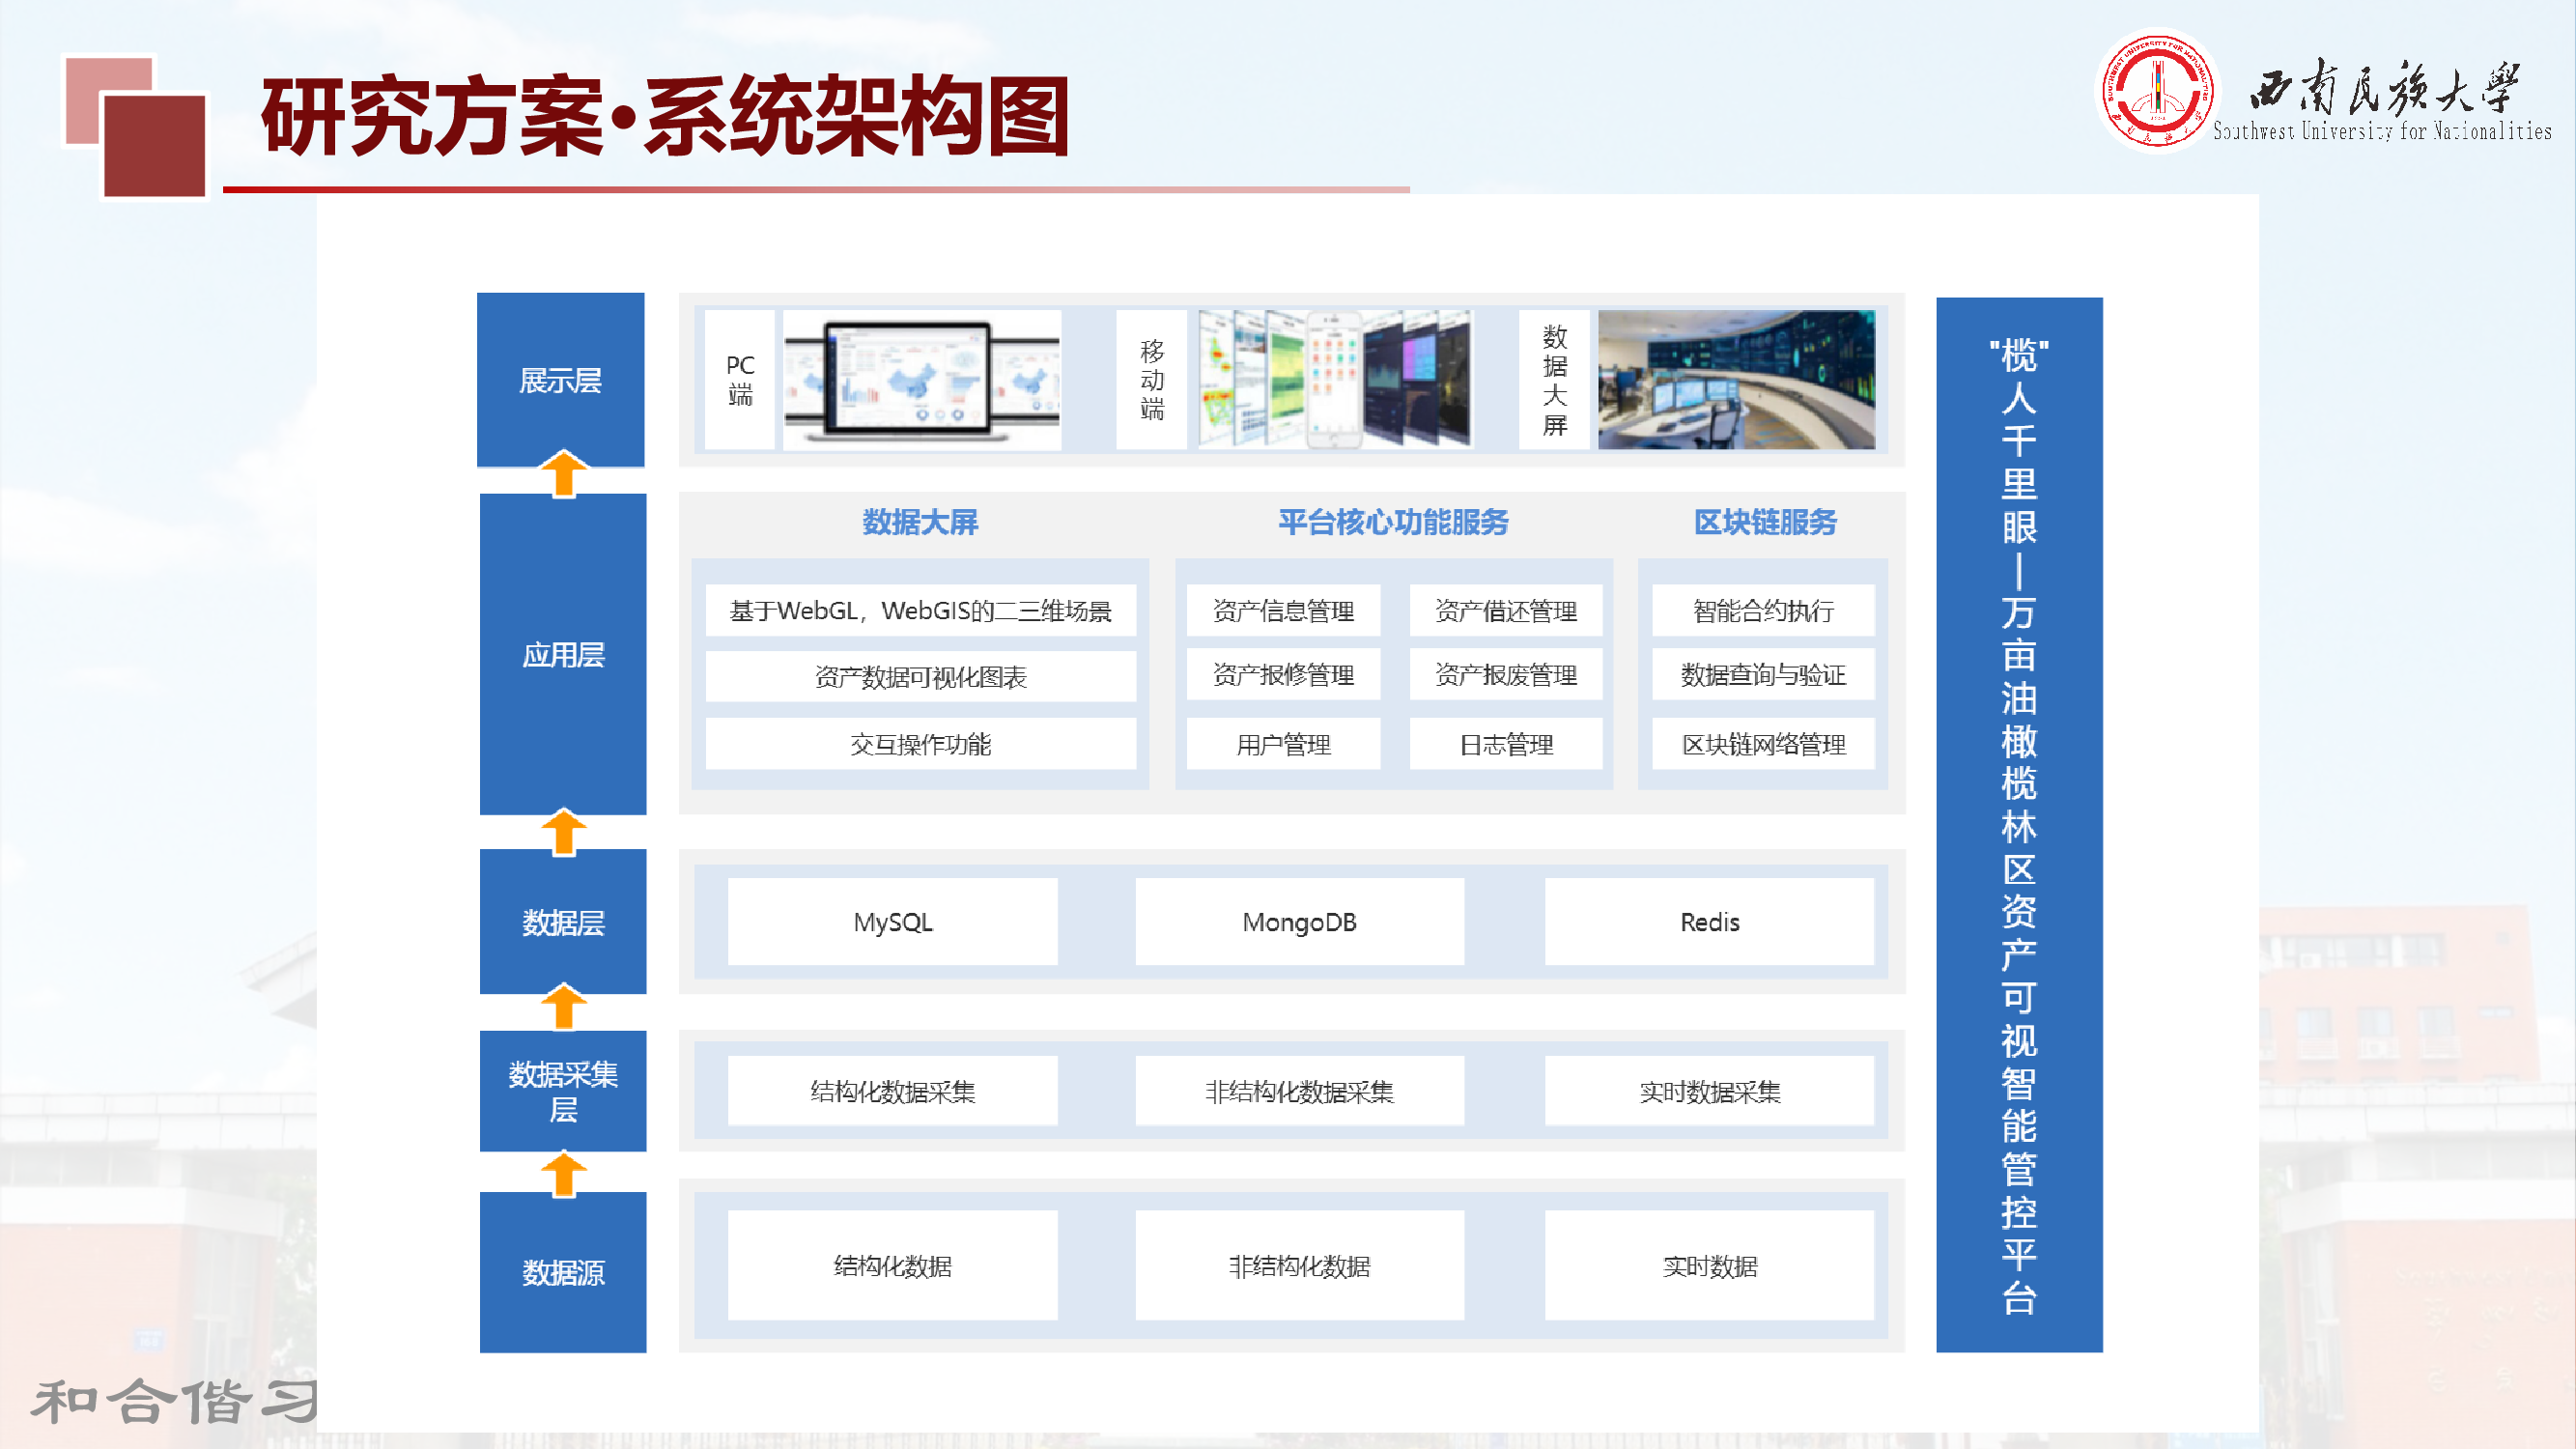 研究方案·系统架构图
西南民族大学
Southwest University for Nationalities
展示层
PC端
移动端
数据大屏
应用层
数据大屏
基于WebGL，WebGIS的二三维场景
资产数据可视化图表
交互操作功能
平台核心功能服务
资产信息管理 资产借还管理
资产报修管理 资产报废管理
用户管理 日志管理
区块链服务
智能合约执行
数据查询与验证
区块链网络管理
数据层
MySQL MongoDB Redis
数据采集
层
结构化数据采集 非结构化数据采集 实时数据采集
数据源
结构化数据 非结构化数据 实时数据
"榄"人千里眼—万亩油橄榄林区资产可视智能管控平台
和合偕习